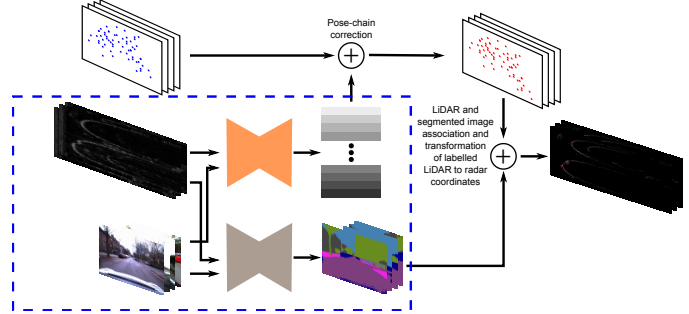 Pose-chain
correction
LiDAR and
segmented image
association and
transformation
of labelled
LiDAR to radar
coordinates